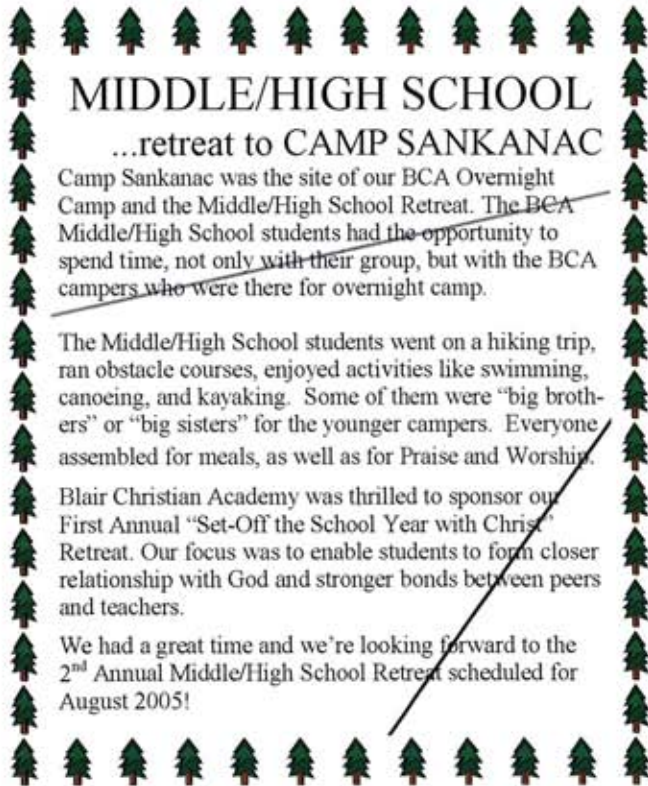 MIDDLE/HIGH SCHOOL
...retreat to CAMP SANKANAC
Camp Sankanac was the site of our BCA Overnight
Camp and the Middle/High School Retreat. The BCA
Middle/High School students had the opportunity to
spend time, not only with their group, but with the BCA
campers who were there for overnight camp.
The Middle/High School students went on a hiking trip,
ran obstacle courses, enjoyed activities like swimming,
canoeing, and kayaking. Some of them were “big broth-
ers” or “big sisters” for the younger campers. Everyone
assembled for meals, as well as for Praise and Worship.
Blair Christian Academy was thrilled to sponsor our
First Annual “Set-Off the School Year with Christ”
Retreat. Our focus was to enable students to form closer
relationship with God and stronger bonds between peers
and teachers.
We had a great time and we’re looking forward to the
2nd Annual Middle/High School Retreat scheduled for
August 2005!